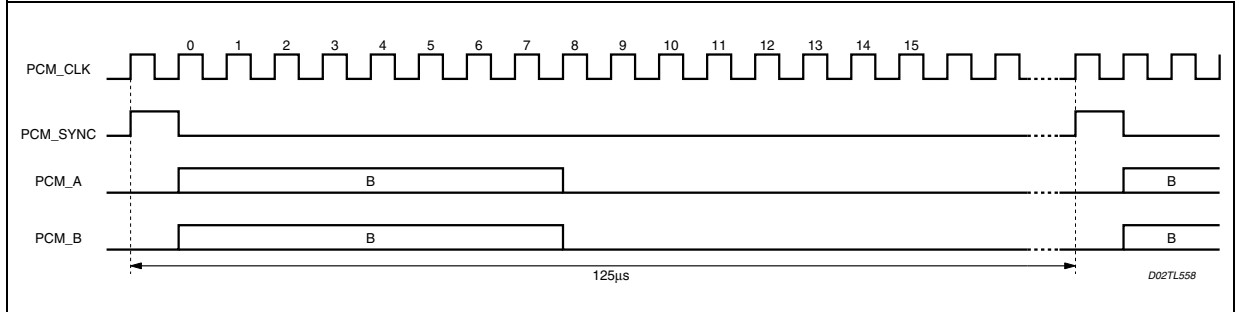 0 1 2 3 4 5 6 7 8 9 10 11 12 13 14 15
PCM_CLK
PCM_SYNC
PCM_A B B
PCM_B B B
125μs
D02TL558